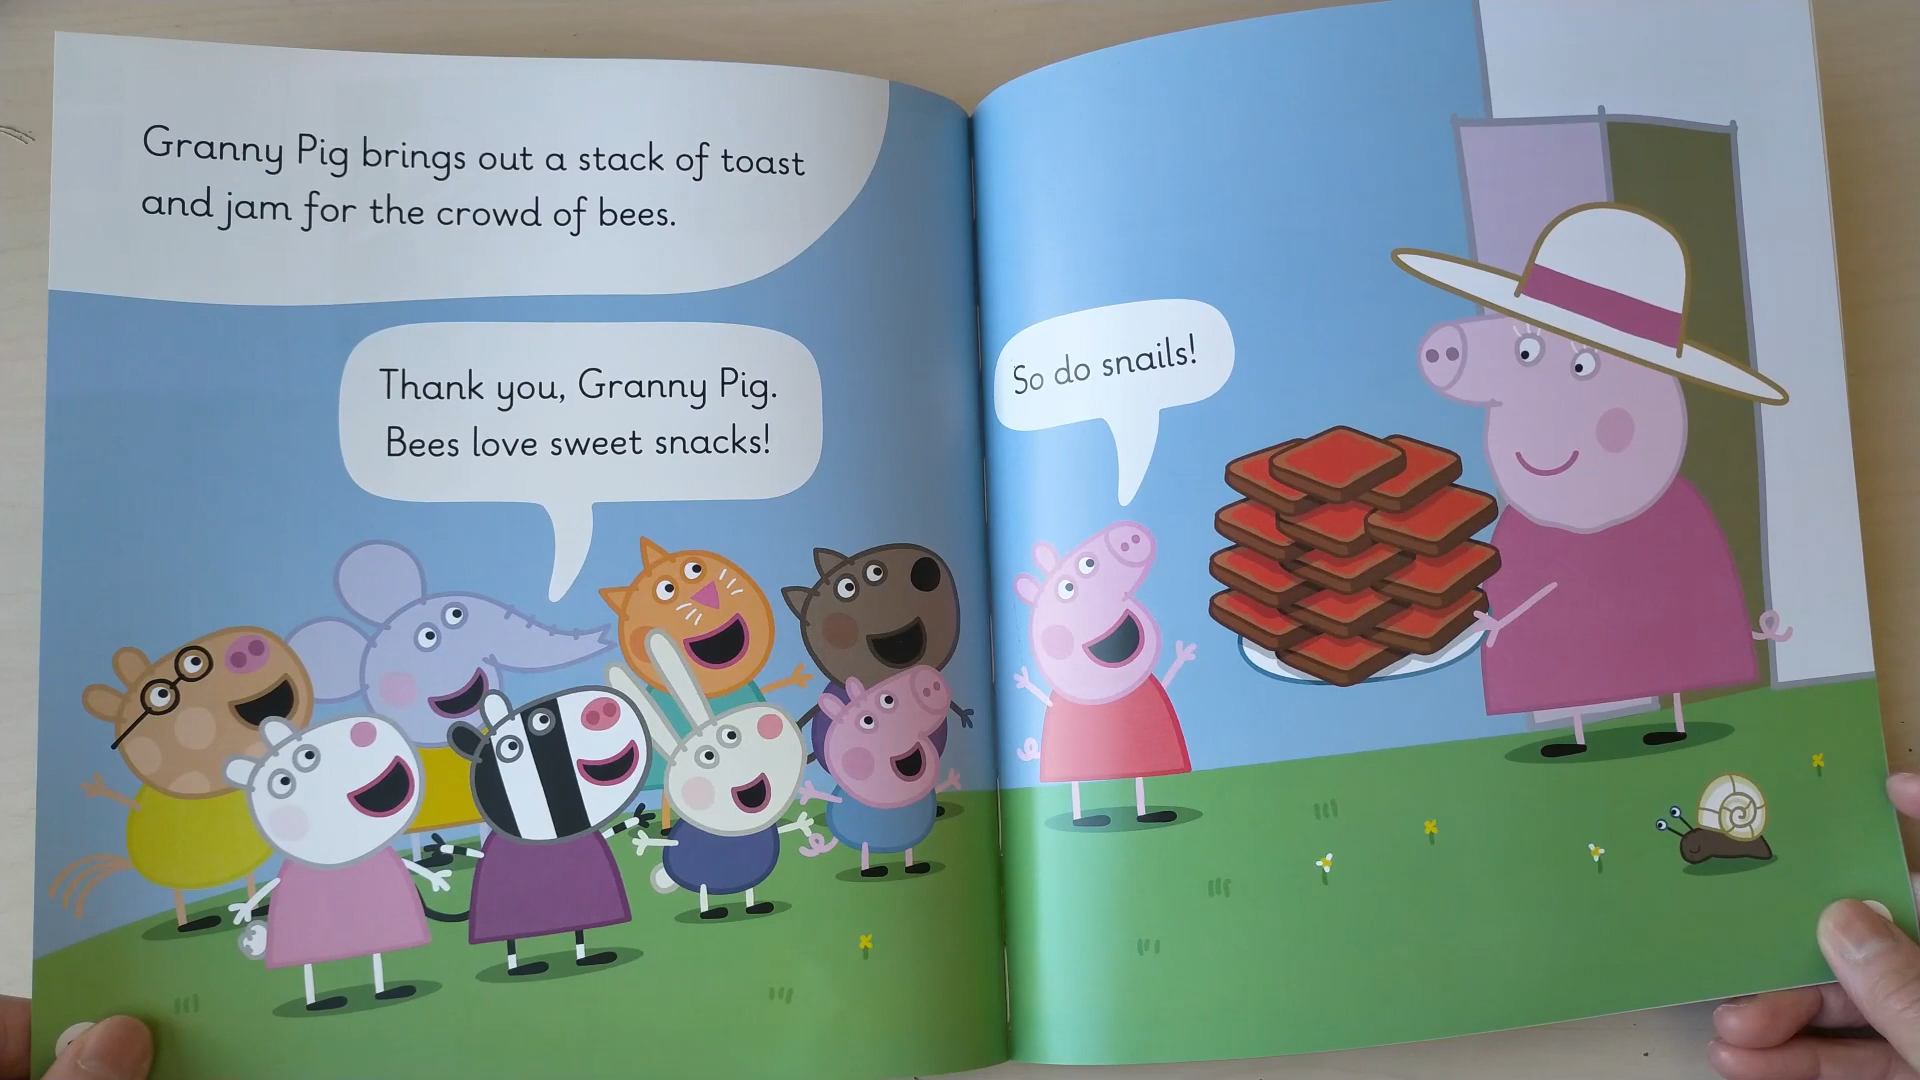 Granny Pig brings out a stack of toast
and jam for the crowd of bees.
Thank you, Granny Pig.
Bees love sweet snacks!
So do snails!